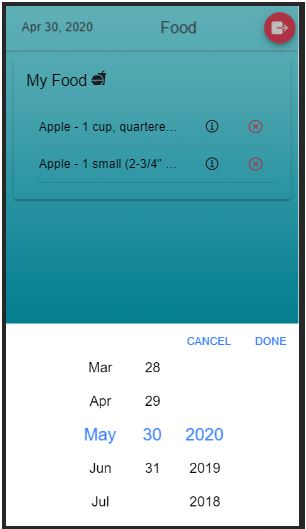 Apr 30, 2020 Food
My Food
Apple - 1 cup, quartere...
Apple - 1 small (2-3/4" ...
CANCEL DONE
Mar 28
Apr 29
May 30 2020
Jun 31 2019
Jul 2018